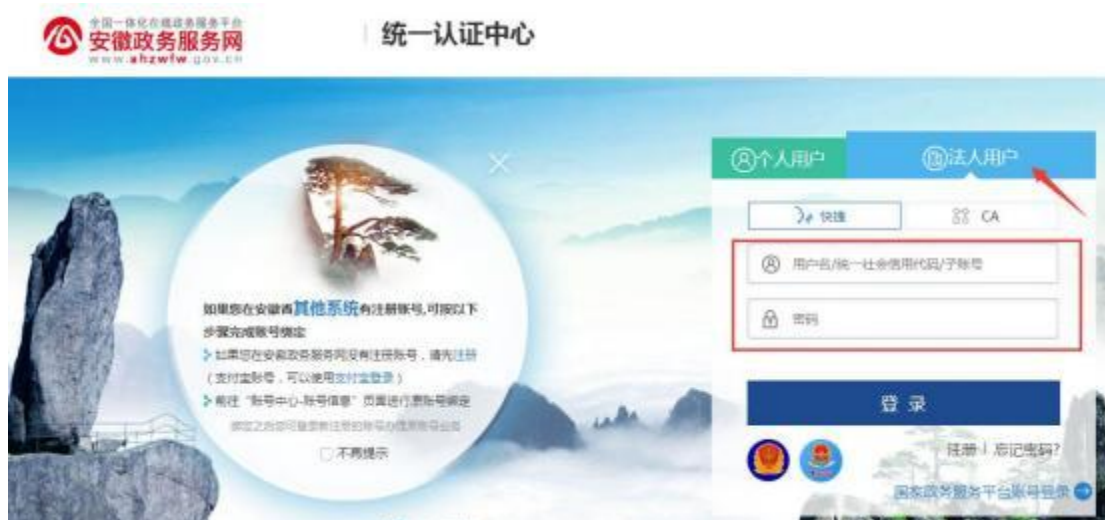 全国一体化在线政务服务平台
安徽政务服务网
www.ahzwfw.gov.cn
统一认证中心
个人用户
法人用户
快捷
CA
用户名/统一社会信用代码/子账号
密码
登 录
注册 | 忘记密码?
国家政务服务平台账号登录
如果您在安徽省其他系统有注册账号,可按以下
步骤完成账号绑定
如果您在安徽政务服务网没有注册账号，请先注册
(支付宝账号，可以使用支付宝登录)
前往“账号中心-账号信息”页面进行原账号绑定
不再提示